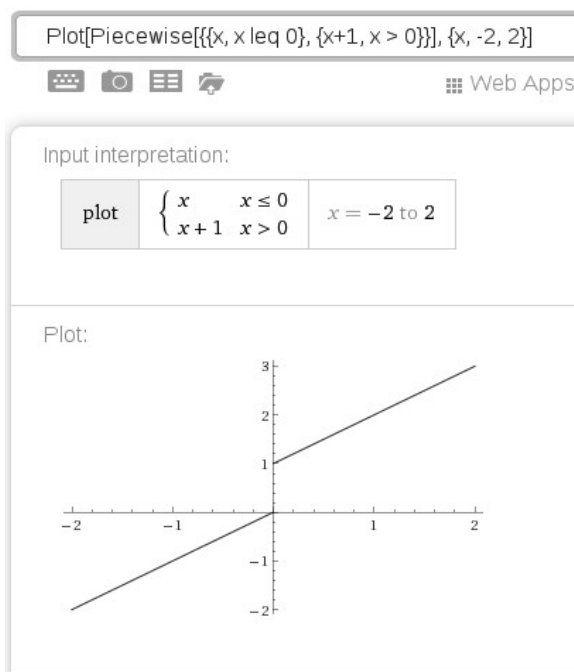 Plot[Piecewise[{{x, x leq 0}, {x+1, x > 0}}], {x, -2, 2}]
Web Apps
Input interpretation:
plot { x x ≤ 0 x = −2 to 2
x + 1 x > 0
Plot:
3
2
1
−2 −1 1 2
−1
−2